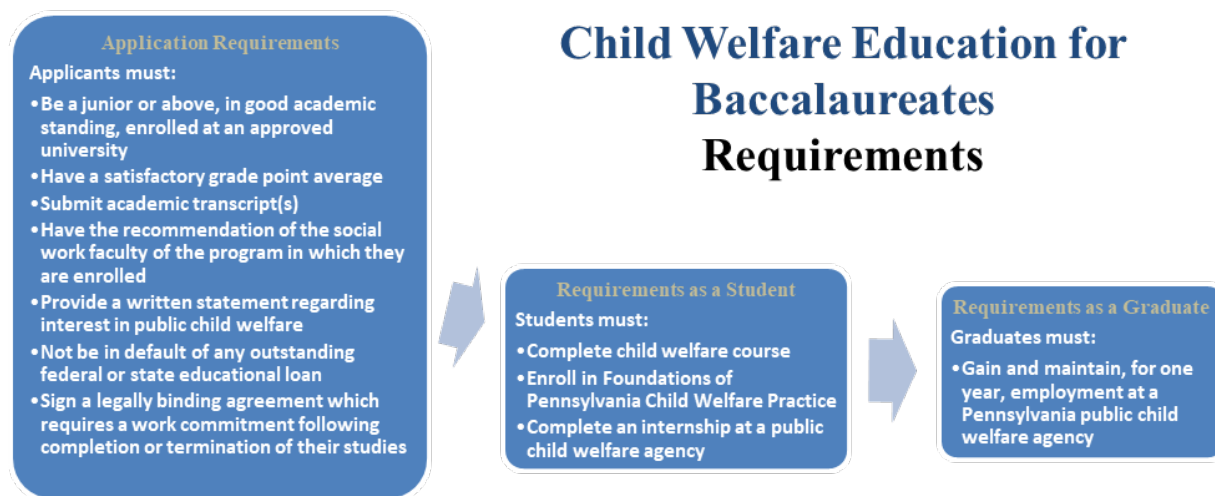 Child Welfare Education for
Baccalaureates
Requirements
Application Requirements
Applicants must:
•Be a junior or above, in good academic
standing, enrolled at an approved
university
•Have a satisfactory grade point average
•Submit academic transcript(s)
•Have the recommendation of the social
work faculty of the program in which they
are enrolled
•Provide a written statement regarding
interest in public child welfare
•Not be in default of any outstanding
federal or state educational loan
•Sign a legally binding agreement which
requires a work commitment following
completion or termination of their studies
Requirements as a Student
Students must:
•Complete child welfare course
•Enroll in Foundations of
Pennsylvania Child Welfare Practice
•Complete an internship at a public
child welfare agency
Requirements as a Graduate
Graduates must:
•Gain and maintain, for one
year, employment at a
Pennsylvania public child
welfare agency